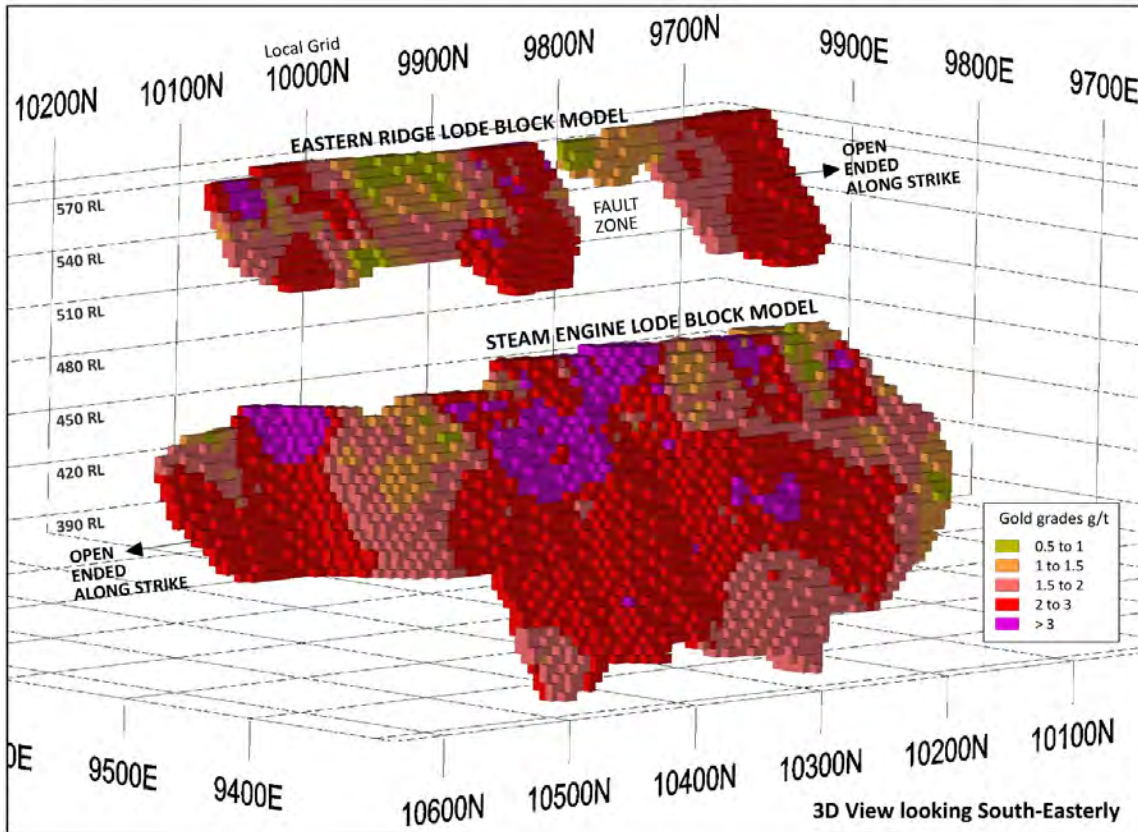 Local Grid
10200N
10100N
10000N
9900N
9800N
9700N
9900E
9800E
9700E
EASTERN RIDGE LODE BLOCK MODEL
OPEN
ENDED
ALONG STRIKE
FAULT
ZONE
570 RL
540 RL
510 RL
480 RL
450 RL
420 RL
390 RL
STEAM ENGINE LODE BLOCK MODEL
OPEN
ENDED
ALONG STRIKE
Gold grades g/t
0.5 to 1
1 to 1.5
1.5 to 2
2 to 3
> 3
0E
9500E
9400E
10600N
10500N
10400N
10300N
10200N
10100N
3D View looking South-Easterly